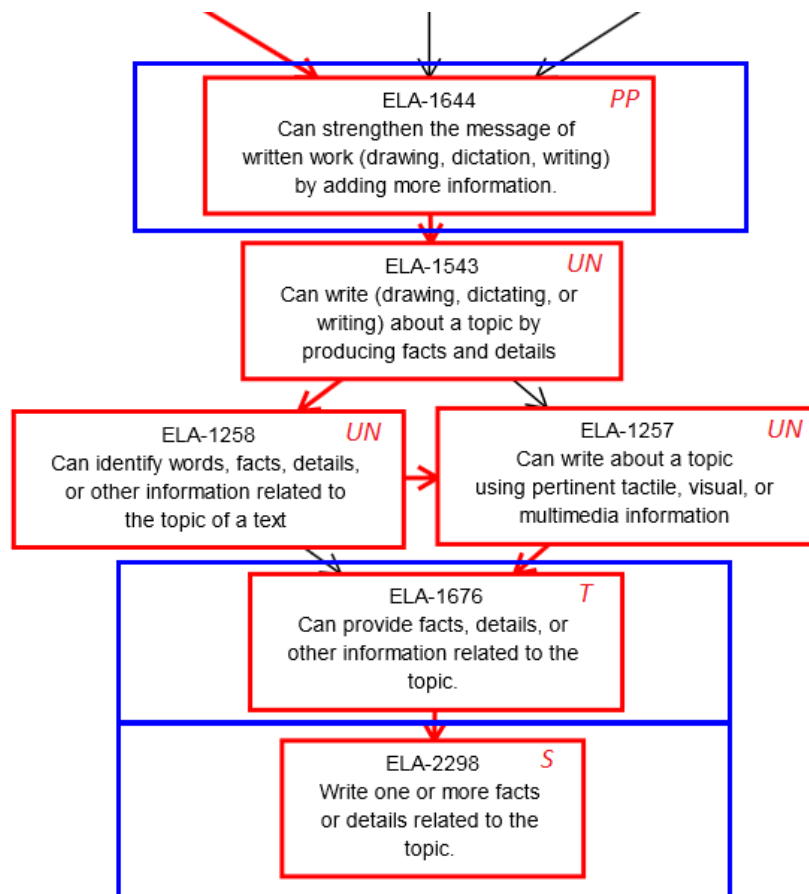 ELA-1644 PP
Can strengthen the message of
written work (drawing, dictation, writing)
by adding more information.
ELA-1543 UN
Can write (drawing, dictating, or
writing) about a topic by
producing facts and details
ELA-1258 UN
Can identify words, facts, details,
or other information related to
the topic of a text
ELA-1257 UN
Can write about a topic
using pertinent tactile, visual, or
multimedia information
ELA-1676 T
Can provide facts, details, or
other information related to the
topic.
ELA-2298 S
Write one or more facts
or details related to the
topic.